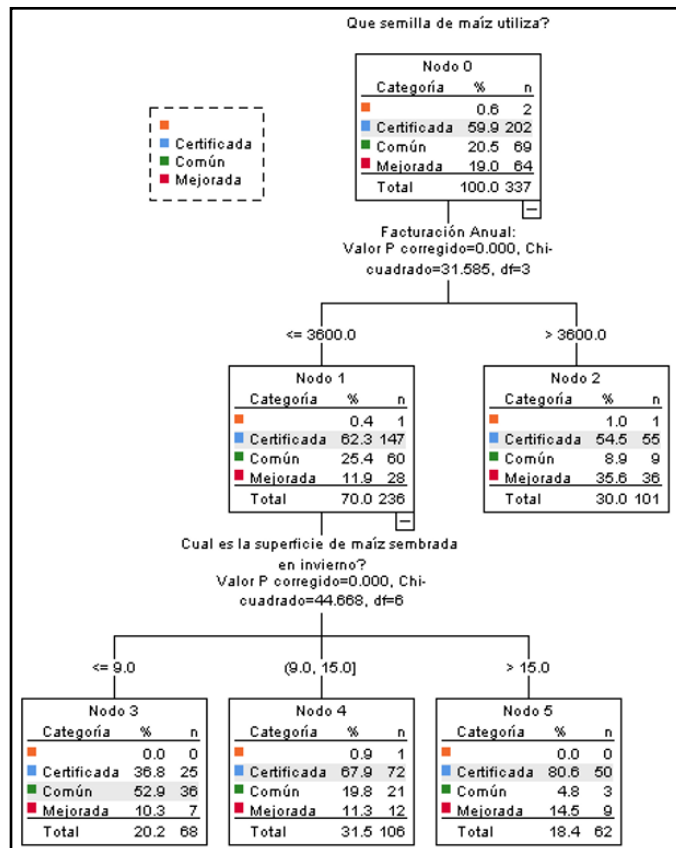 Que semilla de maíz utiliza?
Nodo 0
Categoría % n
0.6 2
Certificada 59.9 202
Común 20.5 69
Mejorada 19.0 64
Total 100.0 337
Certificada
Común
Mejorada
Facturación Anual:
Valor P corregido=0.000, Chi-
cuadrado=31.585, df=3
<= 3600.0
> 3600.0
Nodo 1
Categoría % n
0.4 1
Certificada 62.3 147
Común 25.4 60
Mejorada 11.9 28
Total 70.0 236
Nodo 2
Categoría % n
1.0 1
Certificada 54.5 55
Común 8.9 9
Mejorada 35.6 36
Total 30.0 101
Cual es la superficie de maíz sembrada
en invierno?
Valor P corregido=0.000, Chi-
cuadrado=44.668, df=6
<= 9.0
(9.0, 15.0]
> 15.0
Nodo 3
Categoría % n
0.0 0
Certificada 36.8 25
Común 52.9 36
Mejorada 10.3 7
Total 20.2 68
Nodo 4
Categoría % n
0.9 1
Certificada 67.9 72
Común 19.8 21
Mejorada 11.3 12
Total 31.5 106
Nodo 5
Categoría % n
0.0 0
Certificada 80.6 50
Común 4.8 3
Mejorada 14.5 9
Total 18.4 62